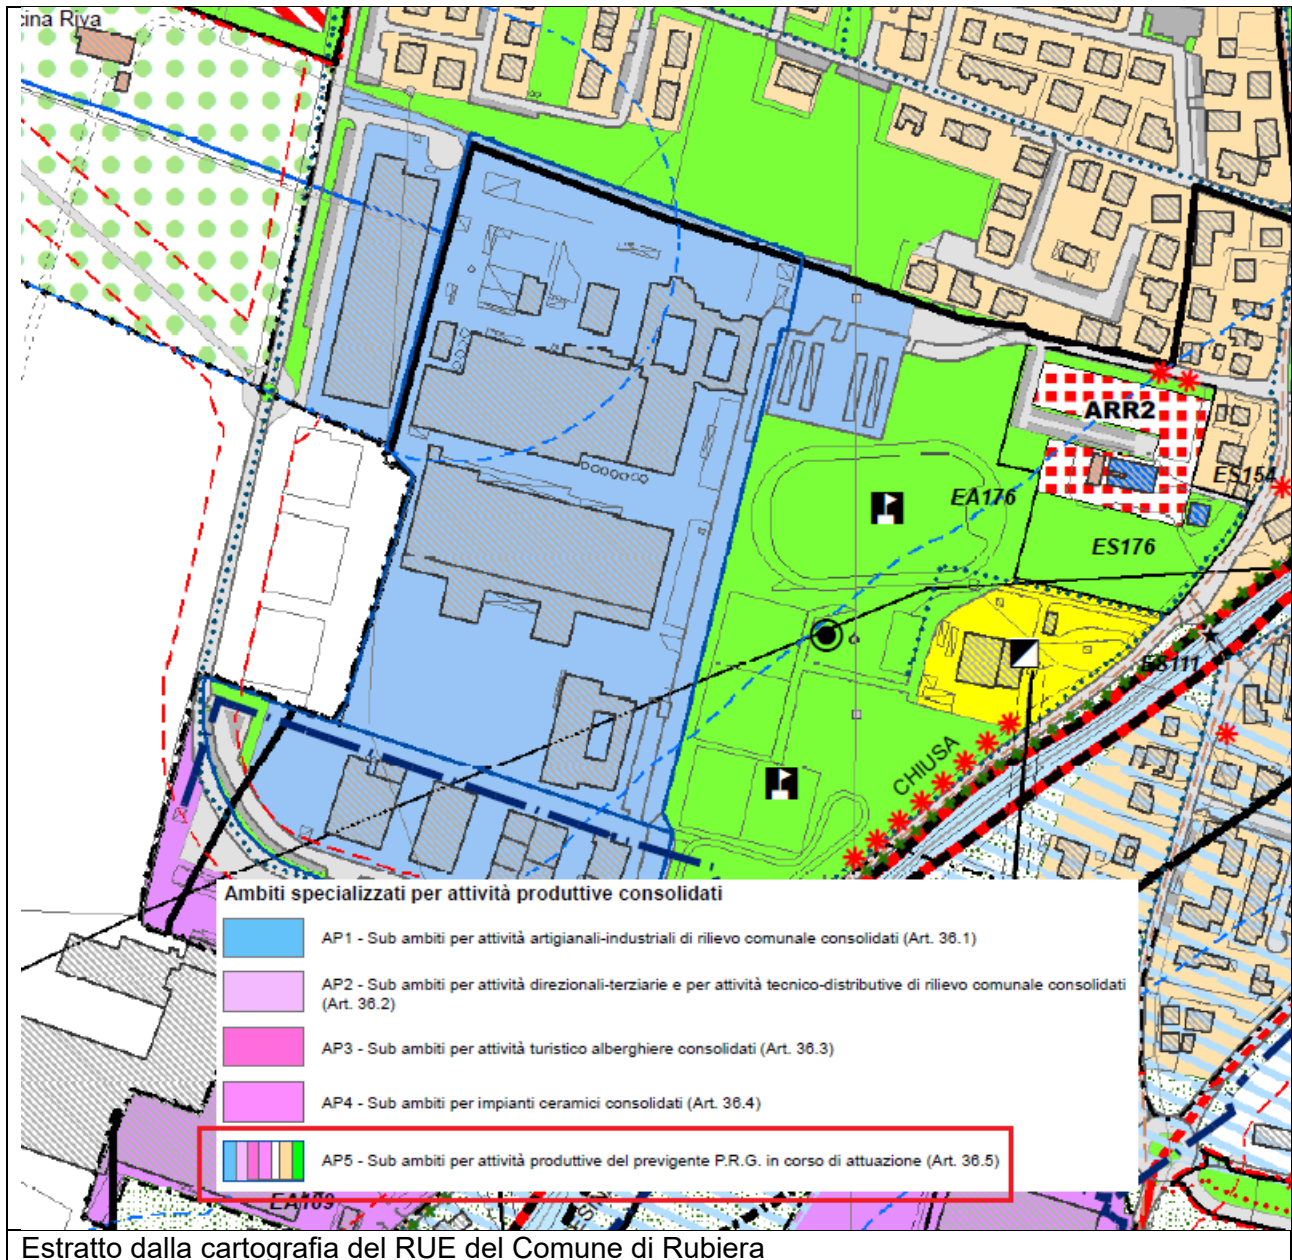 cina Riva
ARR2
ES154
EA176
ES176
ES111
CHIUSA
Ambiti specializzati per attività produttive consolidati
AP1 - Sub ambiti per attività artigianali-industriali di rilievo comunale consolidati (Art. 36.1)
AP2 - Sub ambiti per attività direzionali-terziarie e per attività tecnico-distributive di rilievo comunale consolidati
(Art. 36.2)
AP3 - Sub ambiti per attività turistico alberghiere consolidati (Art. 36.3)
AP4 - Sub ambiti per impianti ceramici consolidati (Art. 36.4)
AP5 - Sub ambiti per attività produttive del previgente P.R.G. in corso di attuazione (Art. 36.5)
EA169
Estratto dalla cartografia del RUE del Comune di Rubiera